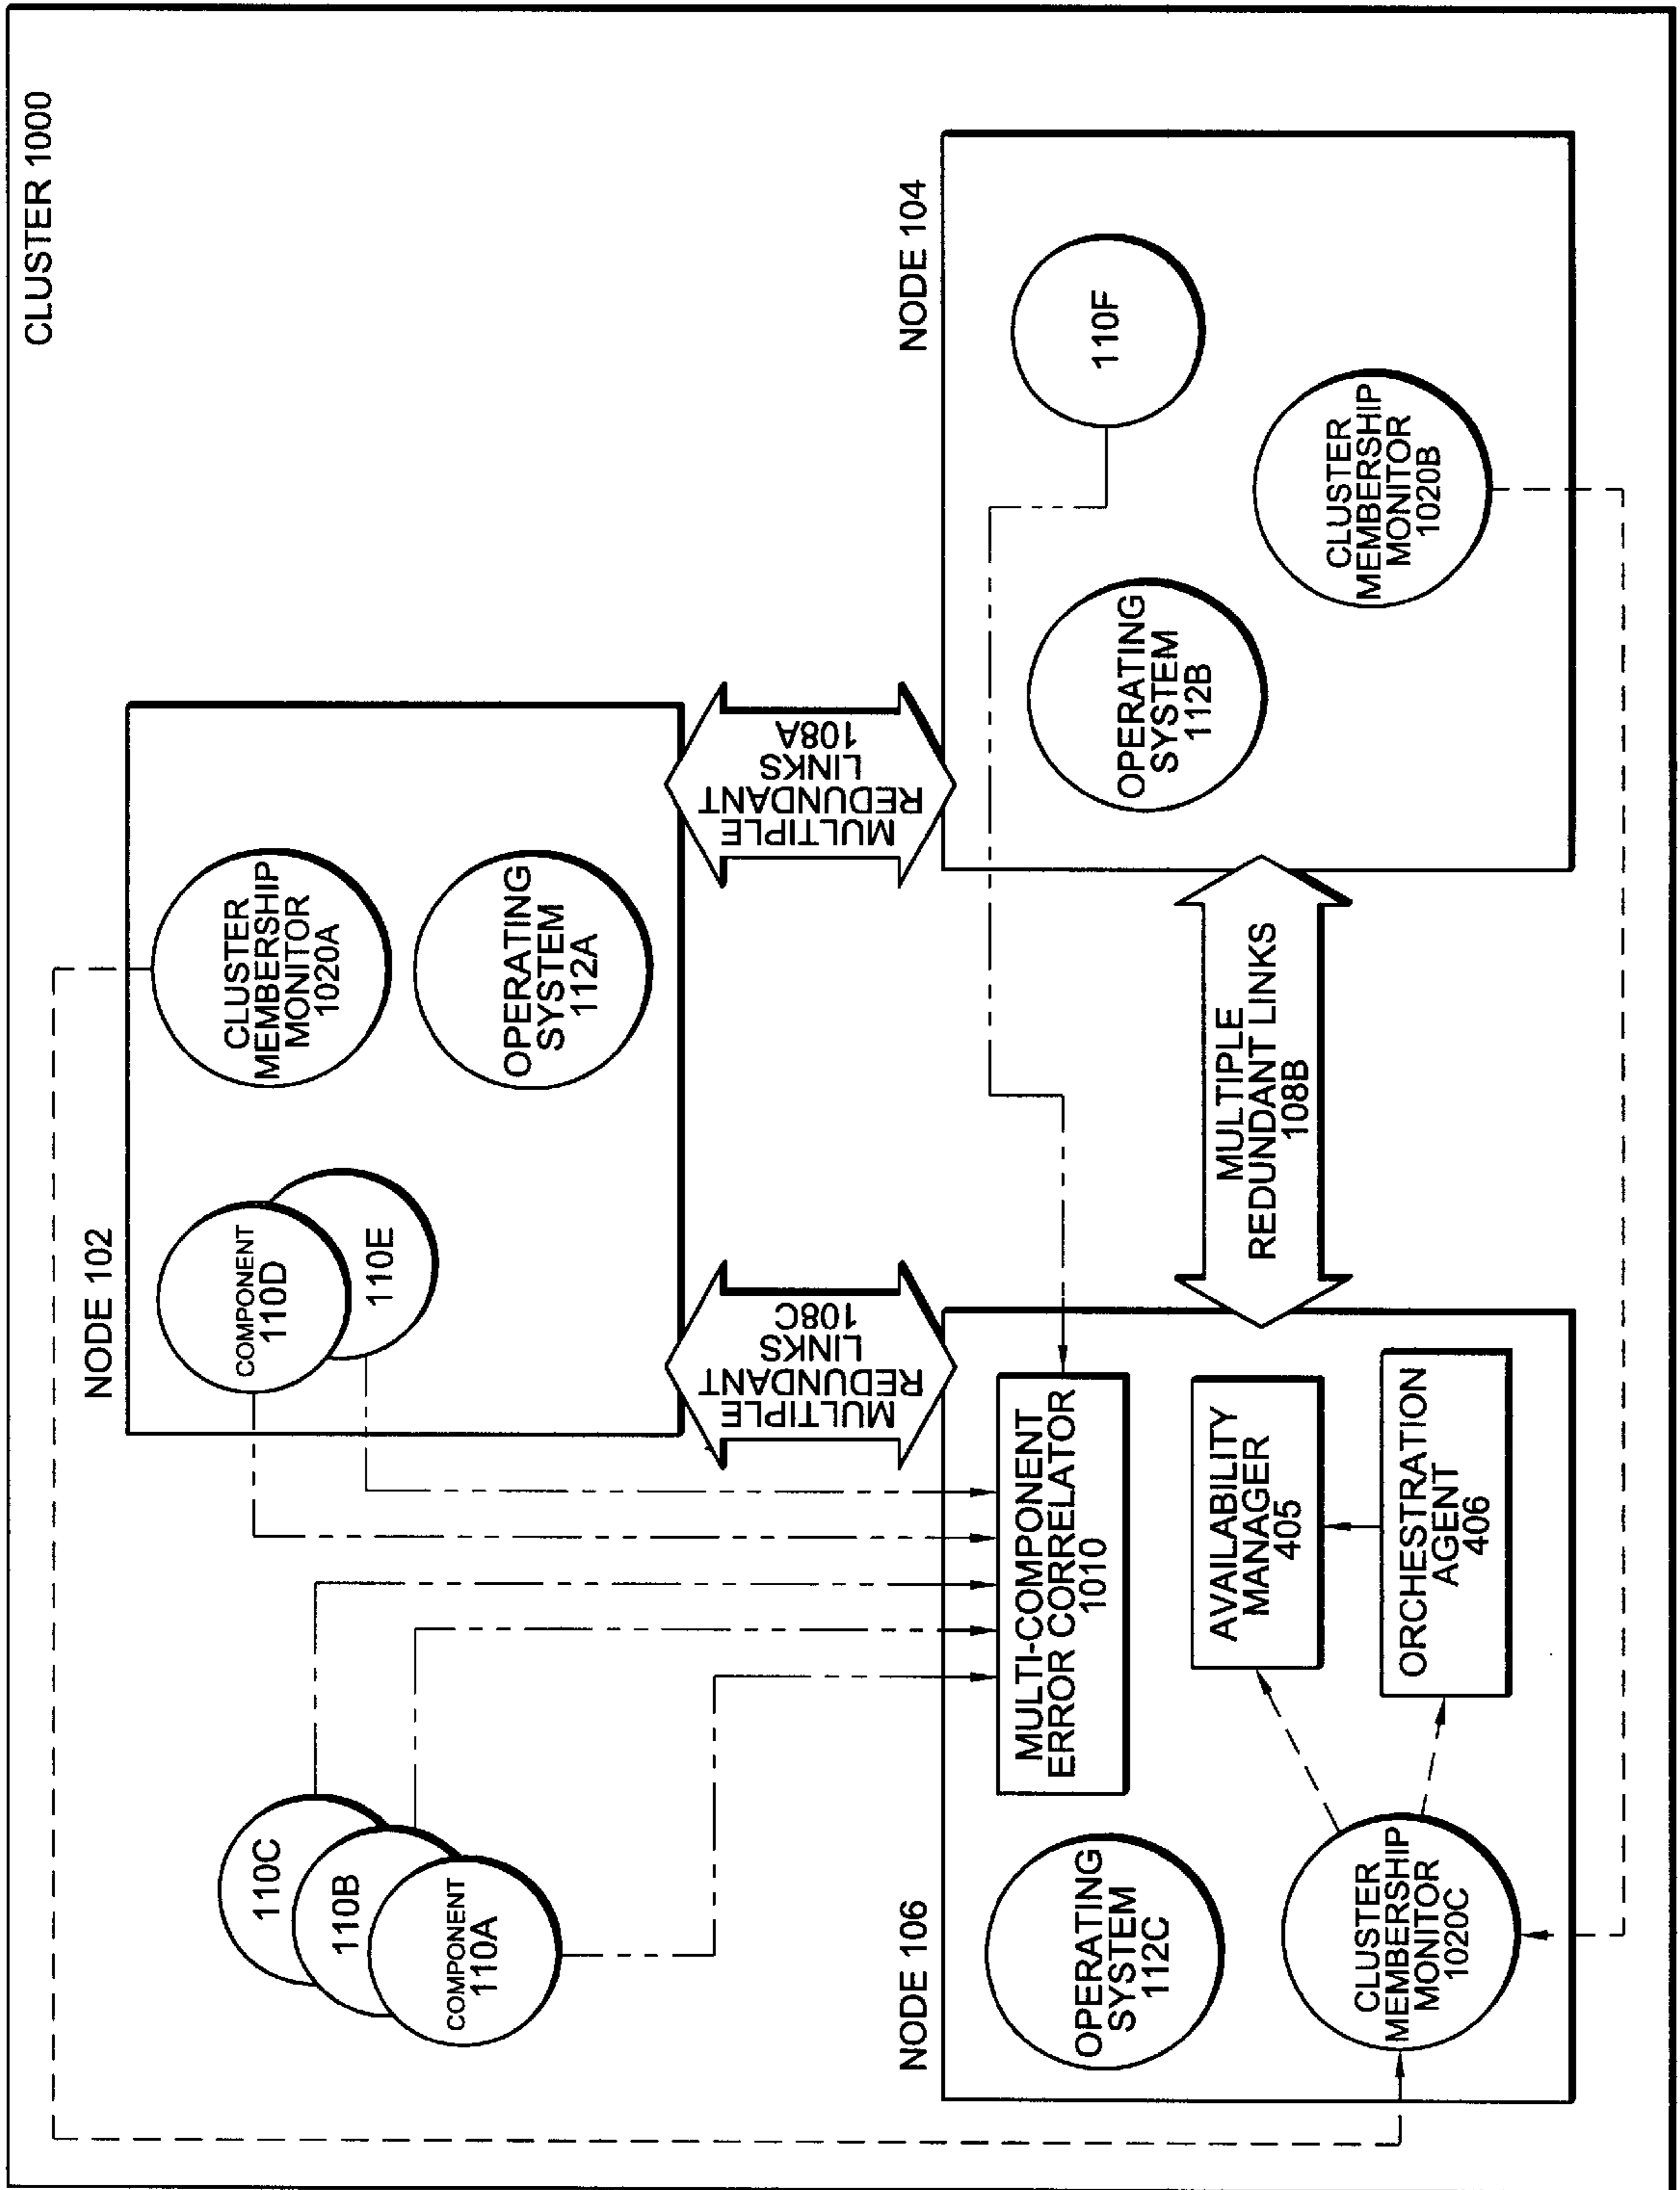 CLUSTER 1000
NODE 102
COMPONENT
110D
110E
CLUSTER
MEMBERSHIP
MONITOR
1020A
OPERATING
SYSTEM
112A
110C
110B
COMPONENT
110A
MULTIPLE
REDUNDANT
LINKS
108C
MULTIPLE
REDUNDANT
LINKS
108A
NODE 106
OPERATING
SYSTEM
112C
MULTI-COMPONENT
ERROR CORRELATOR
1010
CLUSTER
MEMBERSHIP
MONITOR
1020C
AVAILABILITY
MANAGER
405
ORCHESTRATION
AGENT
406
MULTIPLE
REDUNDANT LINKS
108B
NODE 104
110F
OPERATING
SYSTEM
112B
CLUSTER
MEMBERSHIP
MONITOR
1020B